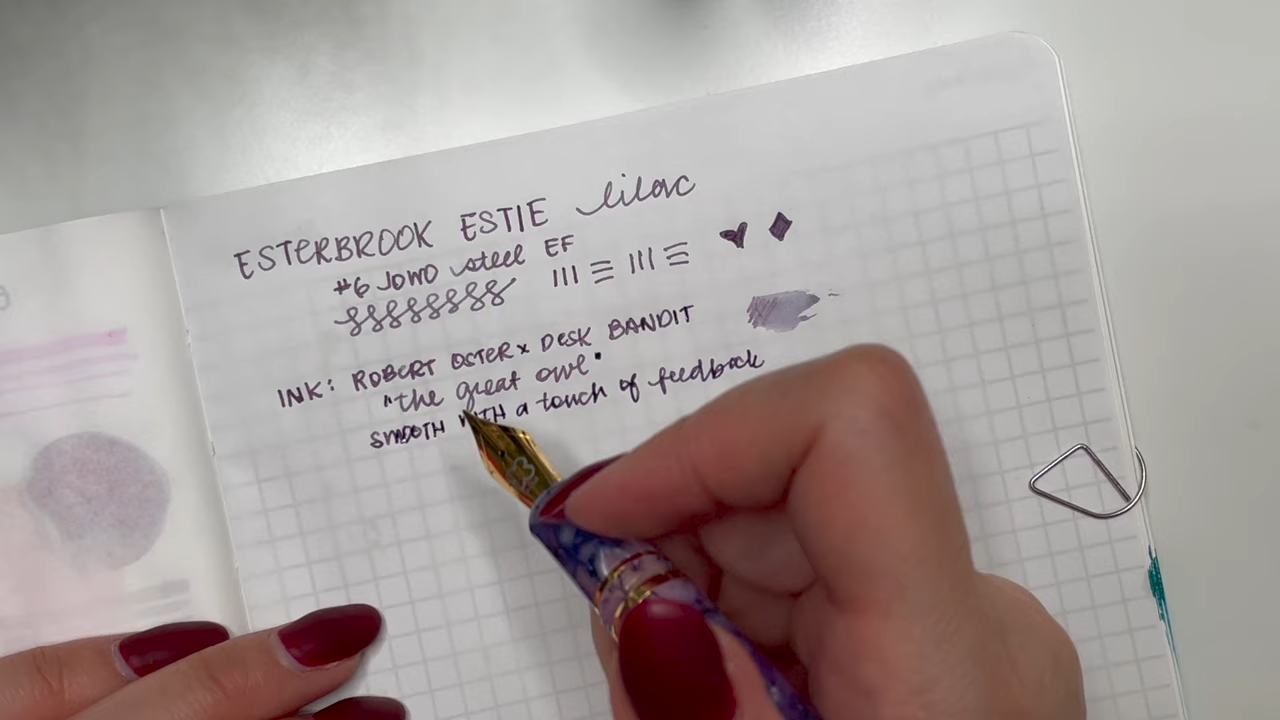 ESTERBROOK ESTIE lilac
#6 JOWO steel EF
INK: ROBERT OSTER x DESK BANDIT
"the great owl"
SMOOTH WITH a touch of feedback